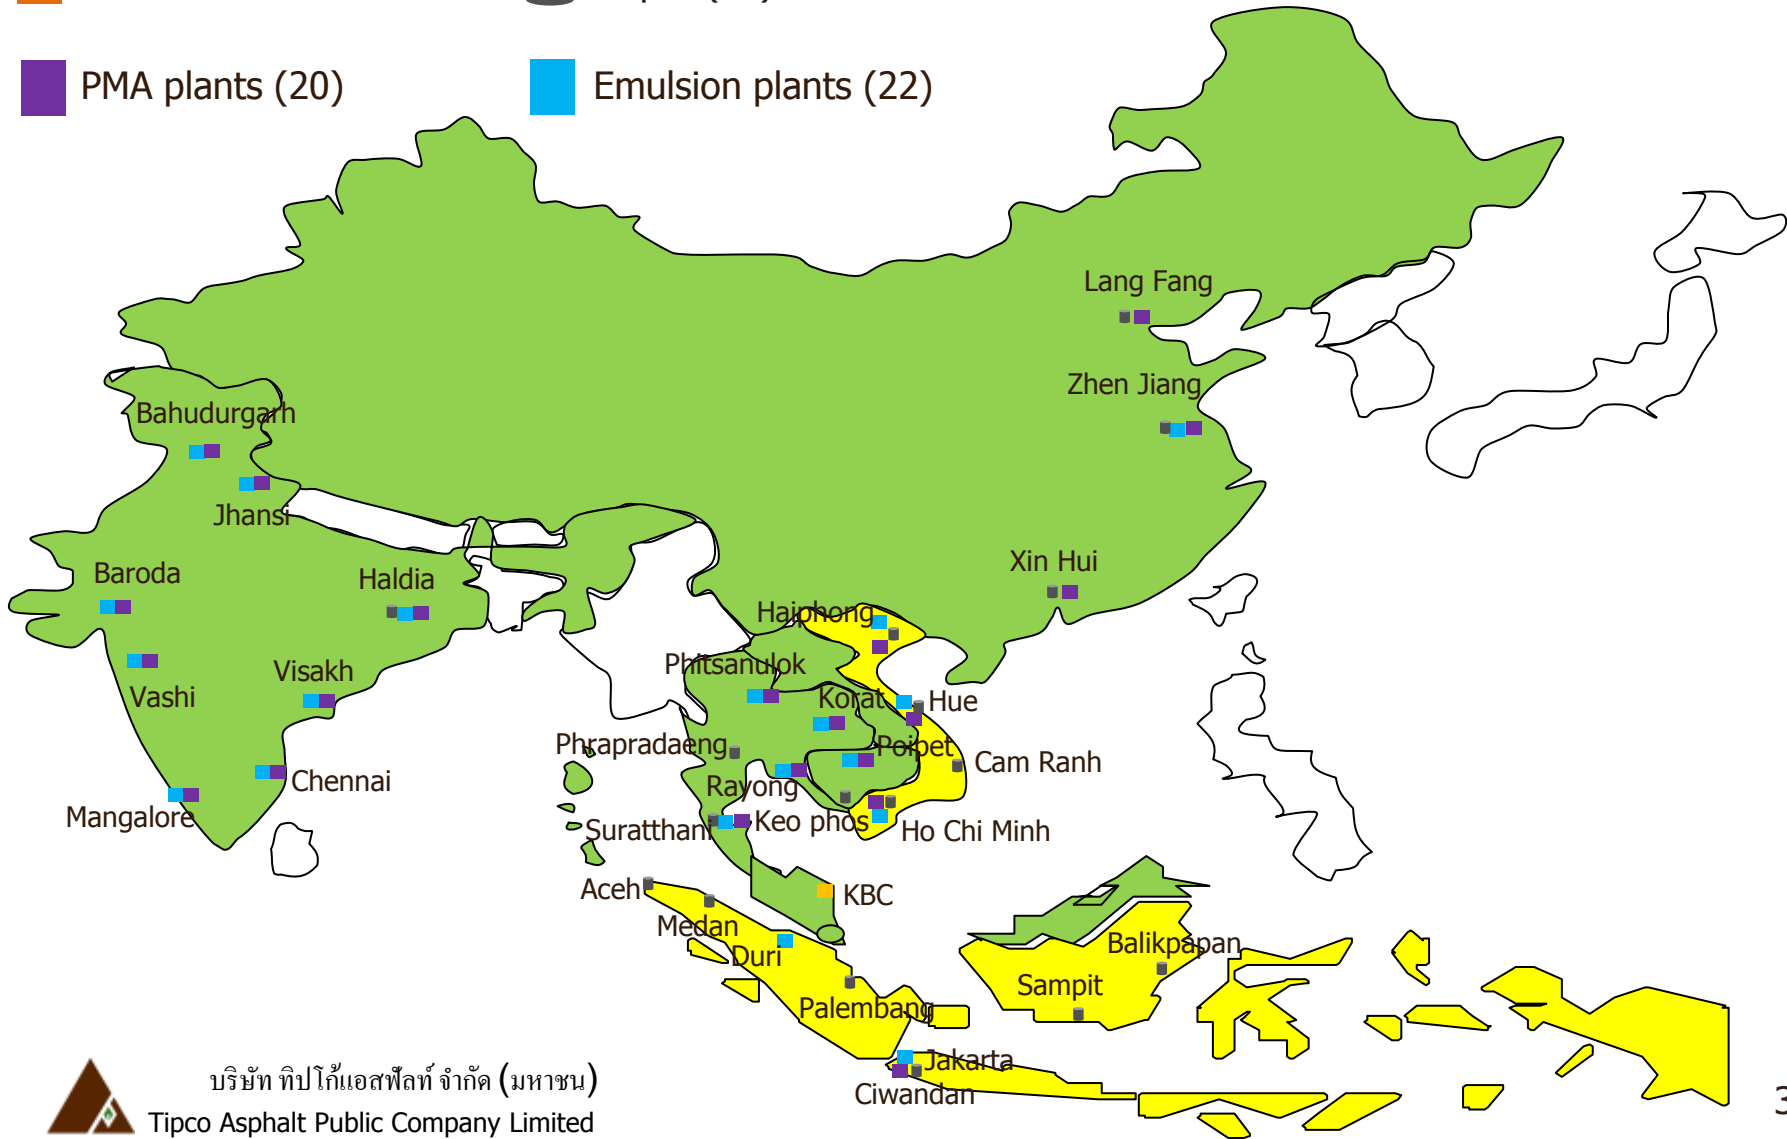 PMA plants (20)
Emulsion plants (22)
Lang Fang
Zhen Jiang
Bahudurgarh
Jhansi
Xin Hui
Baroda
Haldia
Haiphong
Phitsanulok
Visakh
Vashi
Korat
Hue
Phrapradaeng
Poipet
Cam Ranh
Chennai
Rayong
Mangalore
Suratthani
Keo phos
Ho Chi Minh
Aceh
KBC
Medan
Duri
Balikpapan
Sampit
Palembang
Jakarta
Ciwandan
บริษัท ทิปโก้แอสฟัลท์ จำกัด (มหาชน)
Tipco Asphalt Public Company Limited
3